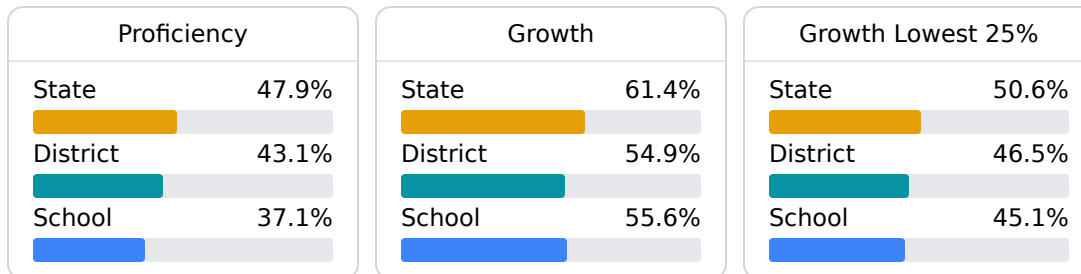 Proficiency
State 47.9%
District 43.1%
School 37.1%
Growth
State 61.4%
District 54.9%
School 55.6%
Growth Lowest 25%
State 50.6%
District 46.5%
School 45.1%